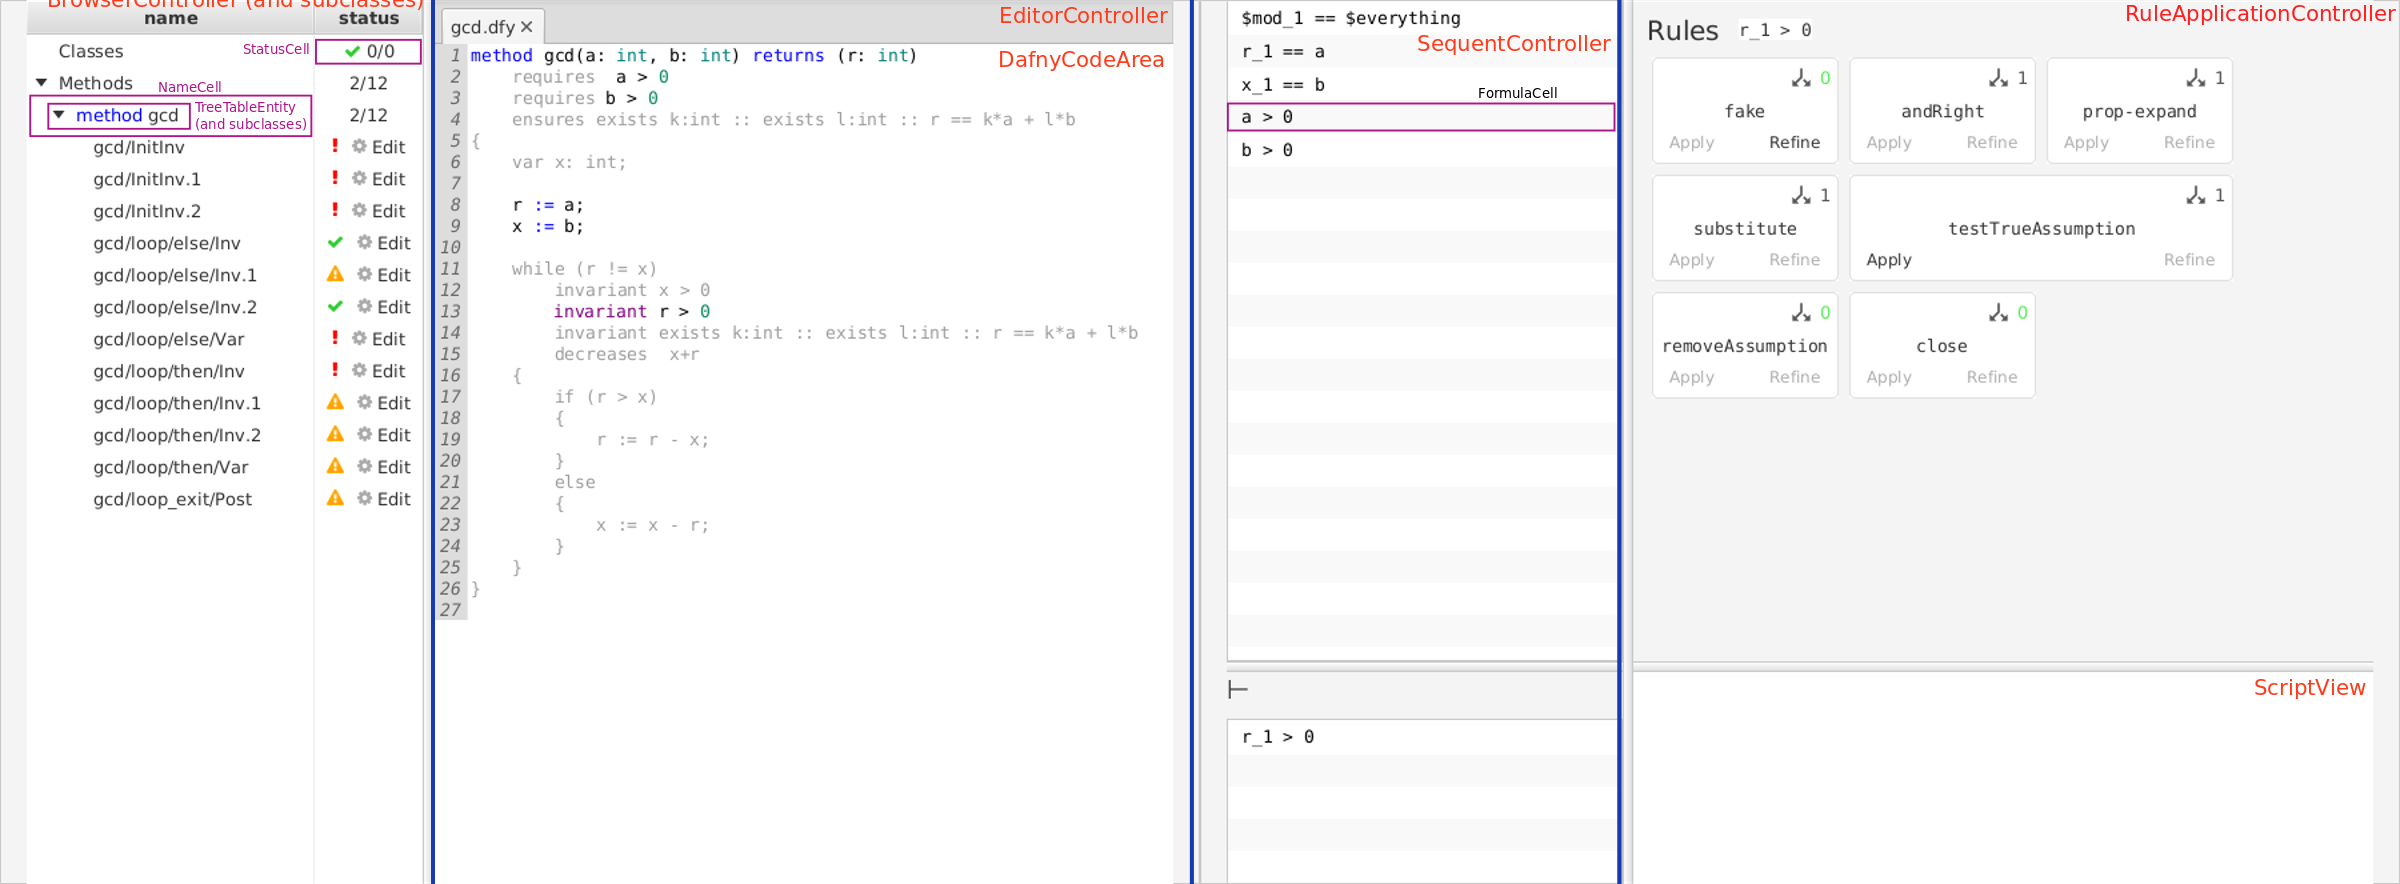 BrowserController (and subclasses)
name status
Classes StatusCell 0/0
Methods NameCell 2/12
method gcd TreeTableEntity (and subclasses) 2/12
gcd/InitInv ! Edit
gcd/InitInv.1 ! Edit
gcd/InitInv.2 ! Edit
gcd/loop/else/Inv Edit
gcd/loop/else/Inv.1 Edit
gcd/loop/else/Inv.2 Edit
gcd/loop/else/Var ! Edit
gcd/loop/then/Inv ! Edit
gcd/loop/then/Inv.1 Edit
gcd/loop/then/Inv.2 Edit
gcd/loop/then/Var Edit
gcd/loop_exit/Post Edit
gcd.dfy
EditorController
DafnyCodeArea
1 method gcd(a: int, b: int) returns (r: int)
2     requires  a > 0
3     requires b > 0
4     ensures exists k:int :: exists l:int :: r == k*a + l*b
5 {
6     var x: int;
7
8     r := a;
9     x := b;
10
11     while (r != x)
12         invariant x > 0
13         invariant r > 0
14         invariant exists k:int :: exists l:int :: r == k*a + l*b
15         decreases  x+r
16     {
17         if (r > x)
18         {
19             r := r - x;
20         }
21         else
22         {
23             x := x - r;
24         }
25     }
26 }
27
$mod_1 == $everything
SequentController
r_1 == a
x_1 == b
FormulaCell
a > 0
b > 0
⊢
r_1 > 0
RuleApplicationController
Rules r_1 > 0
0
fake
Apply Refine
1
andRight
Apply Refine
1
prop-expand
Apply Refine
1
substitute
Apply Refine
1
testTrueAssumption
Apply Refine
0
removeAssumption
Apply Refine
0
close
Apply Refine
ScriptView